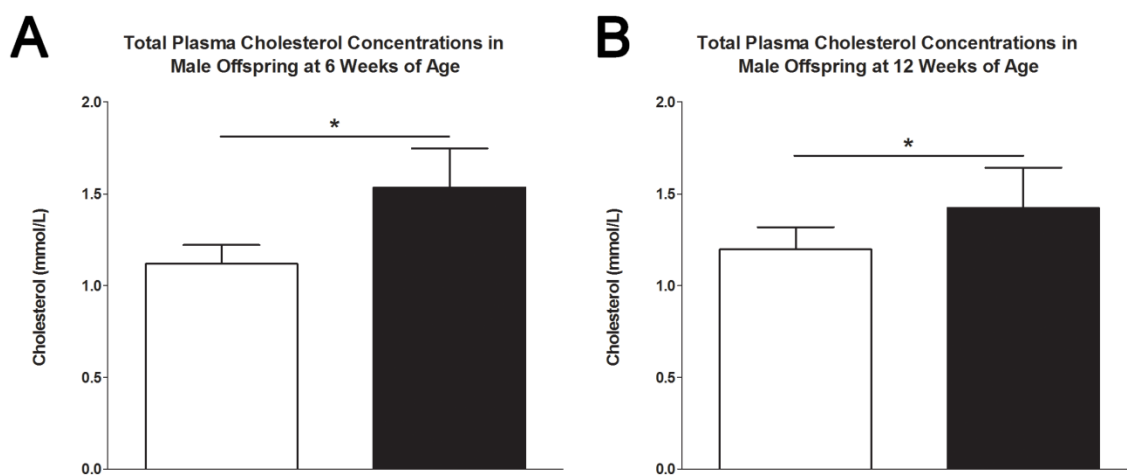 A
Total Plasma Cholesterol Concentrations in
Male Offspring at 6 Weeks of Age
2.0
*
1.5
Cholesterol (mmol/L)
1.0
0.5
0.0
B
Total Plasma Cholesterol Concentrations in
Male Offspring at 12 Weeks of Age
2.0
*
1.5
Cholesterol (mmol/L)
1.0
0.5
0.0